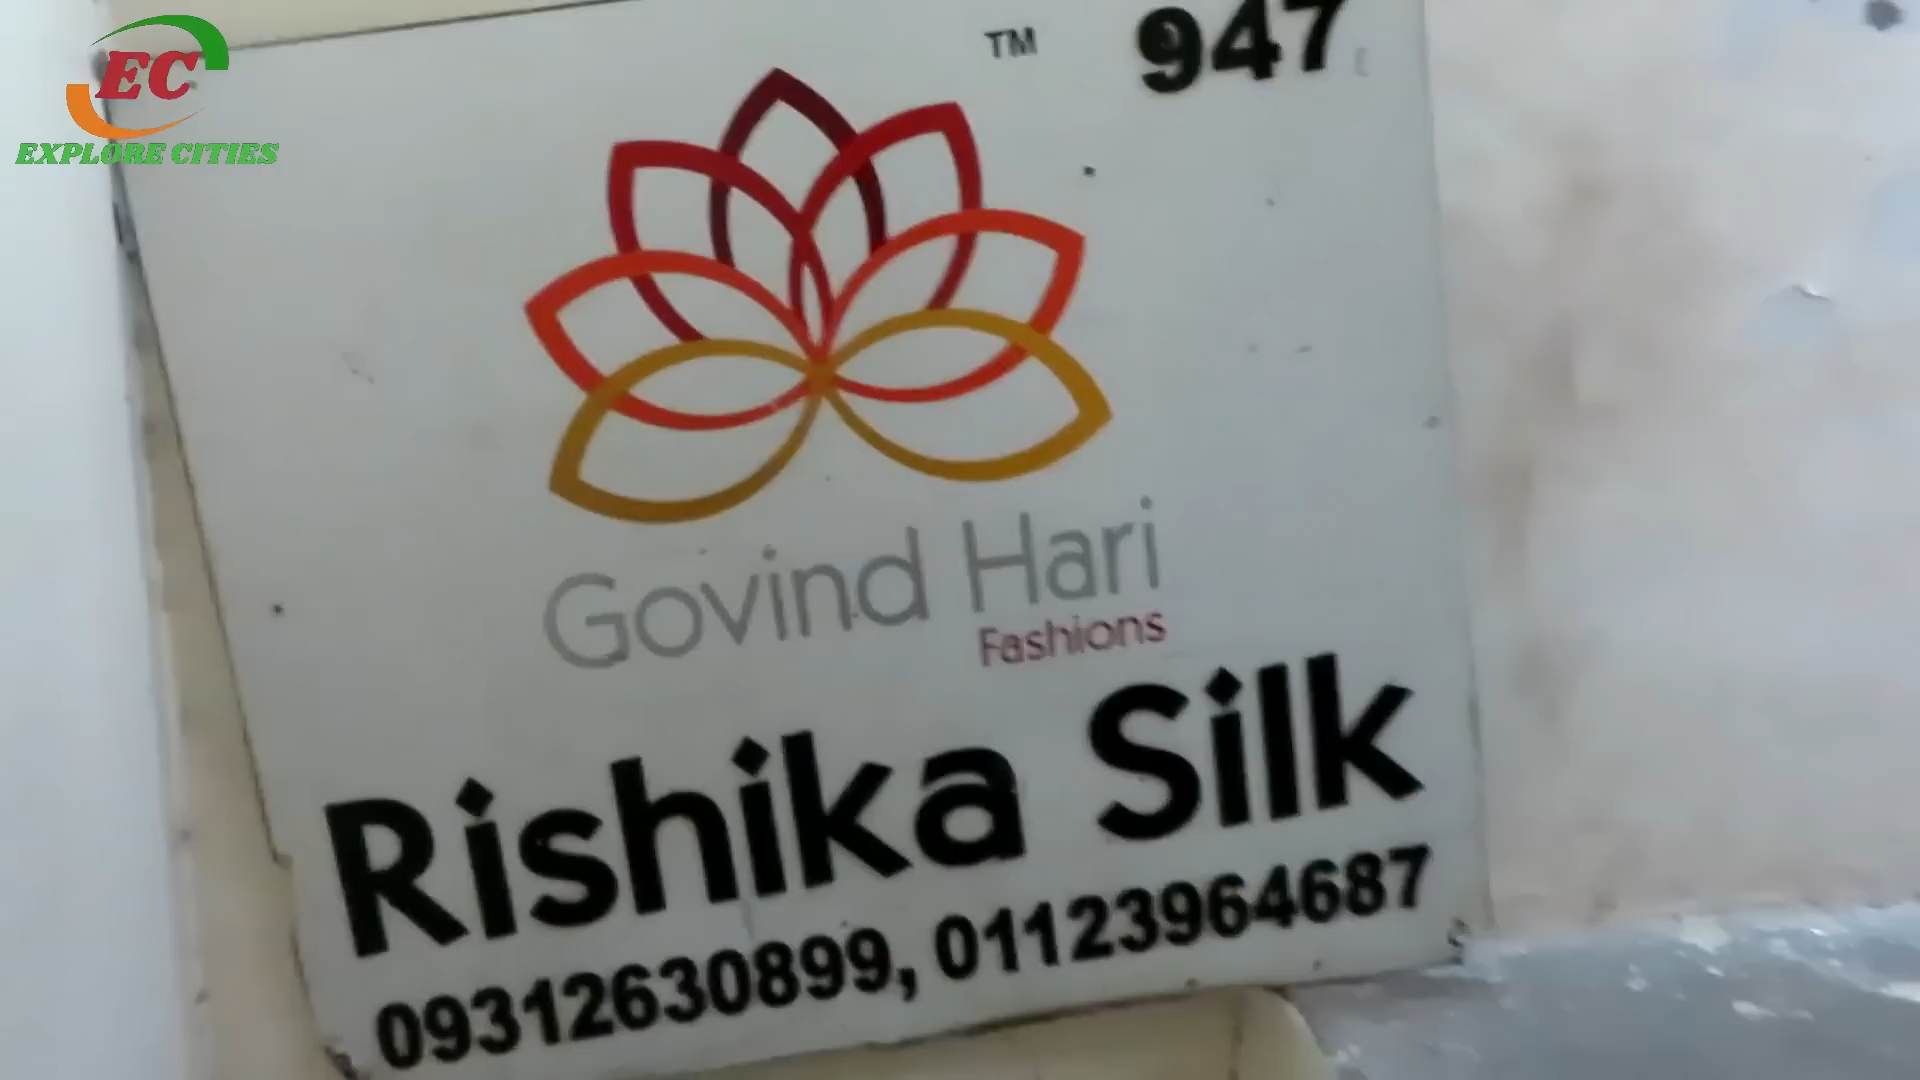 EC
EXPLORE CITIES
TM
947
Govind Hari
Fashions
Rishika Silk
09312630899, 01123964687